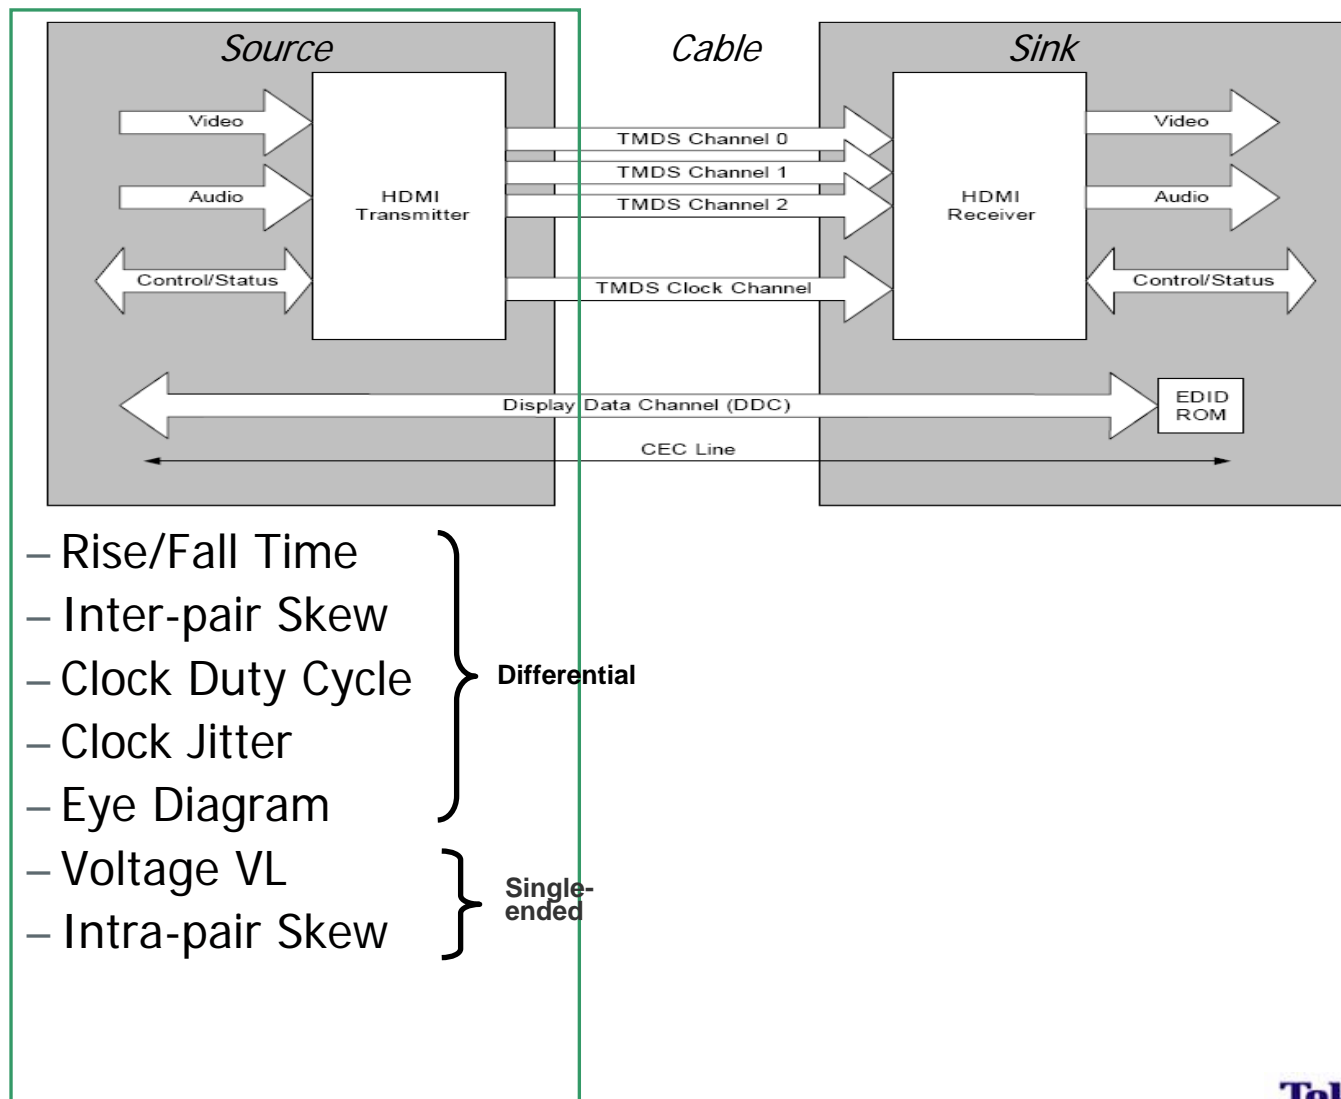 Source
Cable
Sink
Video
Audio
Control/Status
HDMI
Transmitter
TMDS Channel 0
TMDS Channel 1
TMDS Channel 2
TMDS Clock Channel
HDMI
Receiver
Video
Audio
Control/Status
Display Data Channel (DDC)
EDID
ROM
CEC Line
– Rise/Fall Time
– Inter-pair Skew
– Clock Duty Cycle
– Clock Jitter
– Eye Diagram
Differential
– Voltage VL
– Intra-pair Skew
Single-
ended